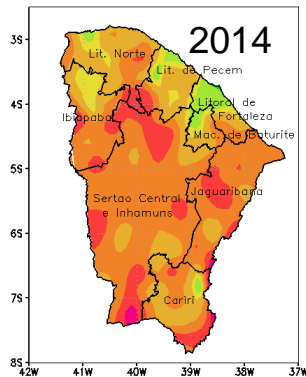 2014
3S
Lit. Norte
Lit. de Pecem
4S
Litoral de
Fortaleza
Ibiapaba
Mac. de Baturite
5S
Jaguaribana
Sertao Central
e Inhamuns
6S
7S
Cariri
8S
42W 41W 40W 39W 38W 37W